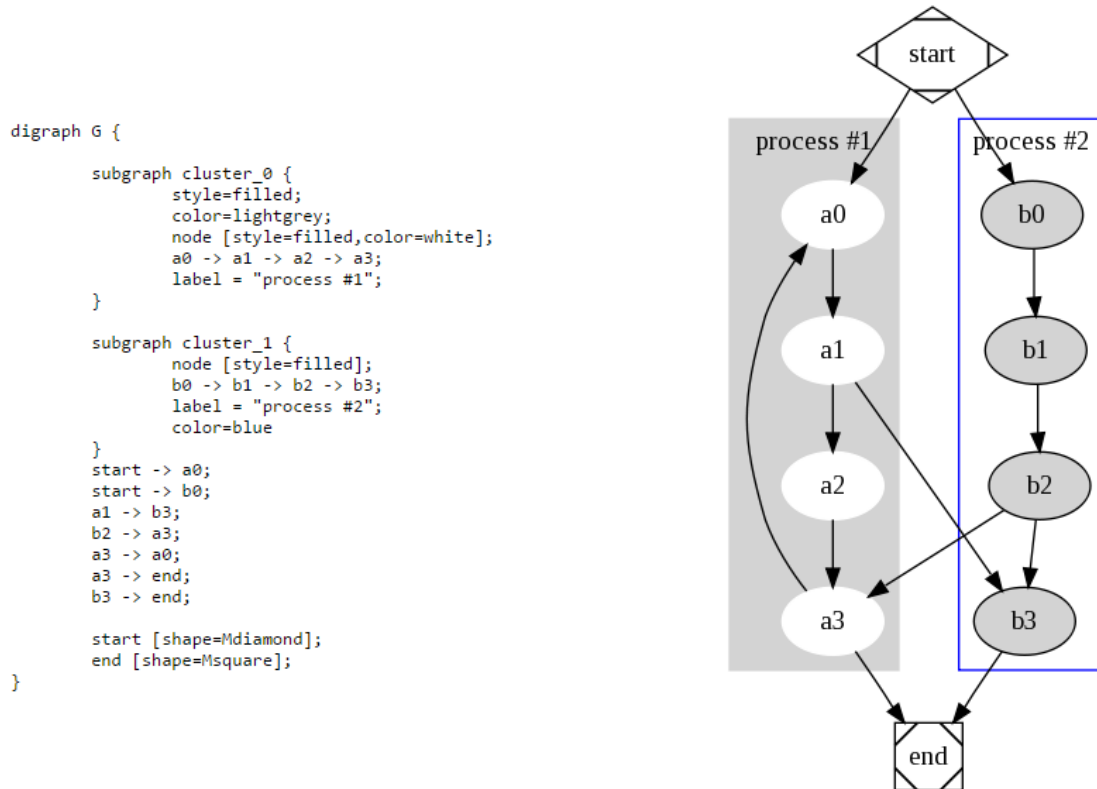 digraph G {
subgraph cluster_0 {
style=filled;
color=lightgrey;
node [style=filled,color=white];
a0 -> a1 -> a2 -> a3;
label = "process #1";
}
subgraph cluster_1 {
node [style=filled];
b0 -> b1 -> b2 -> b3;
label = "process #2";
color=blue
}
start -> a0;
start -> b0;
a1 -> b3;
b2 -> a3;
a3 -> a0;
a3 -> end;
b3 -> end;
start [shape=Mdiamond];
end [shape=Msquare];
}
start
process #1
process #2
a0
b0
a1
b1
a2
b2
a3
b3
end